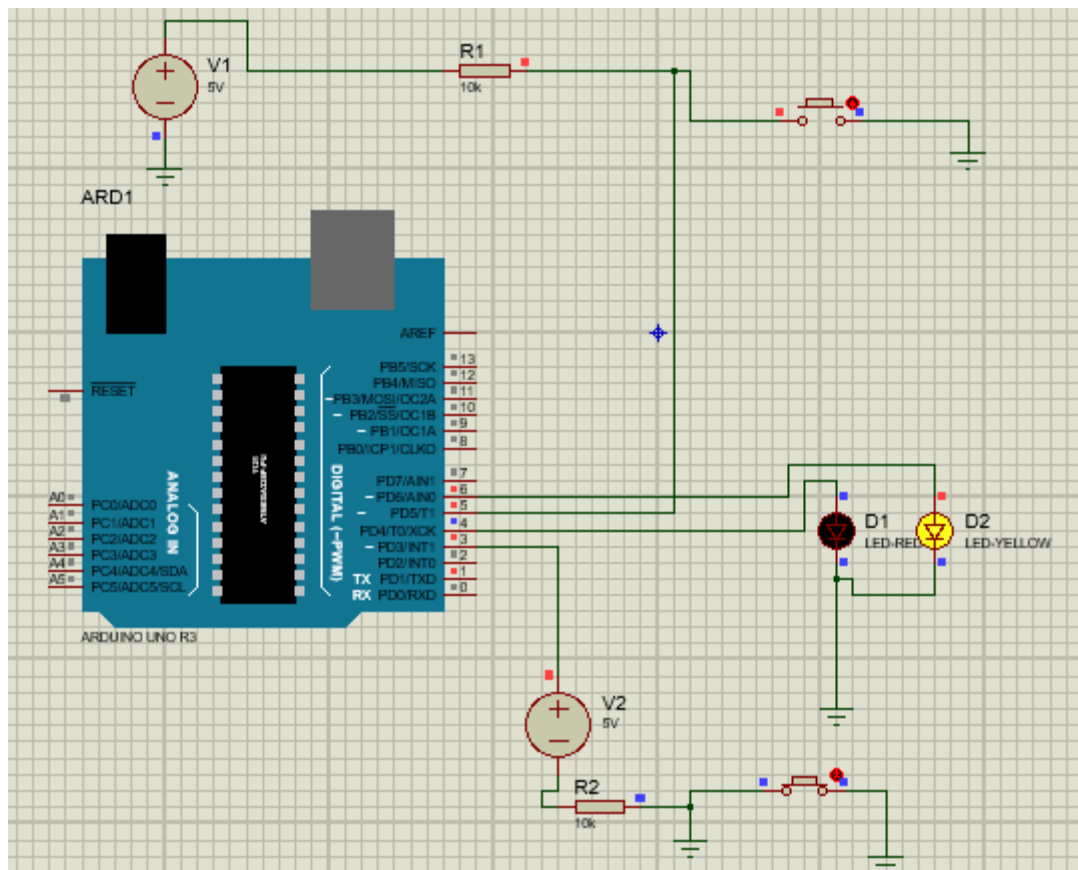 V1
5V
R1
10k
ARD1
AREF
RESET
PB5/SCK
13
PB4/MISO
12
PB3/MOSI/OC2A
11
~ PB2/SS/OC1B
10
~ PB1/OC1A
9
PB0/ICP1/CLKO
8
PD7/AIN1
7
~ PD6/AIN0
6
~ PD5/T1
5
PD4/T0/XCK
4
~ PD3/INT1
3
PD2/INT0
2
TX PD1/TXD
1
RX PD0/RXD
0
DIGITAL (~PWM)
ANALOG IN
A0
PC0/ADC0
A1
PC1/ADC1
A2
PC2/ADC2
A3
PC3/ADC3
A4
PC4/ADC4/SDA
A5
PC5/ADC5/SCL
ARDUINO UNO R3
D1
LED-RED
D2
LED-YELLOW
V2
5V
R2
10k